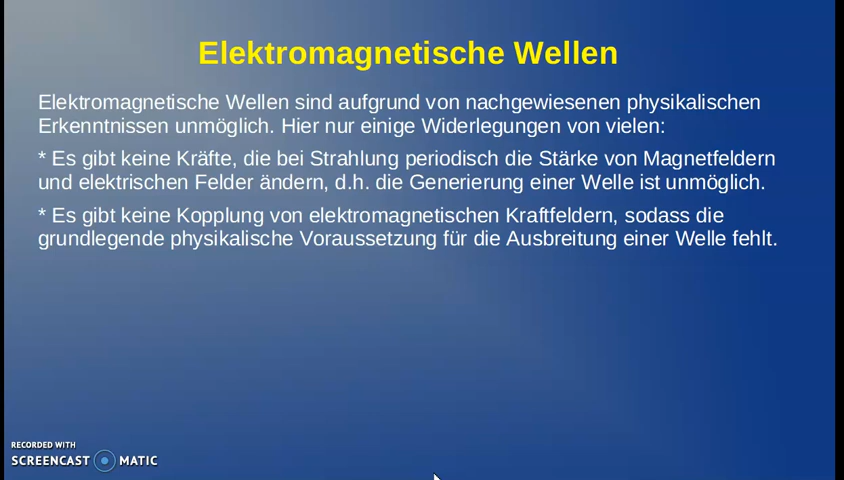 Elektromagnetische Wellen
Elektromagnetische Wellen sind aufgrund von nachgewiesenen physikalischen
Erkenntnissen unmöglich. Hier nur einige Widerlegungen von vielen:
* Es gibt keine Kräfte, die bei Strahlung periodisch die Stärke von Magnetfeldern
und elektrischen Felder ändern, d.h. die Generierung einer Welle ist unmöglich.
* Es gibt keine Kopplung von elektromagnetischen Kraftfeldern, sodass die
grundlegende physikalische Voraussetzung für die Ausbreitung einer Welle fehlt.
RECORDED WITH
SCREENCAST MATIC